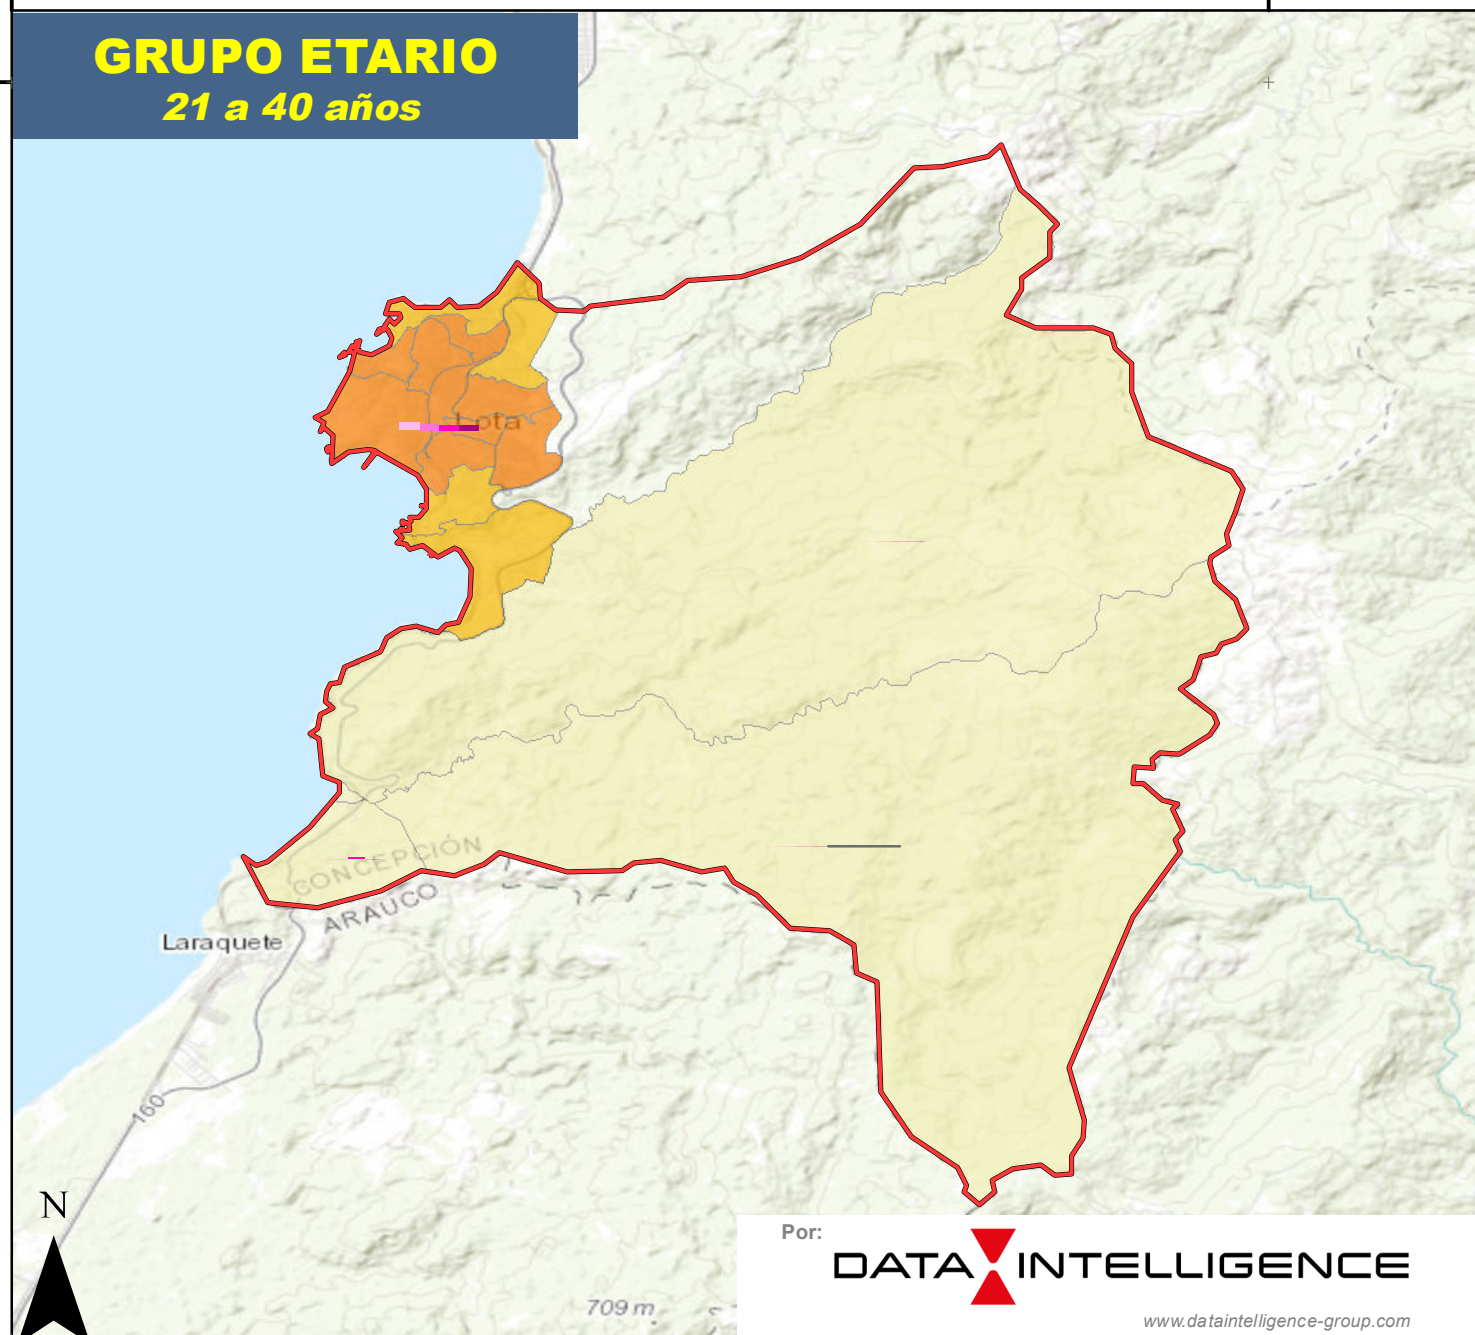 GRUPO ETARIO
21 a 40 años
Lota
CONCEPCIÓN
ARAUCO
Laraquete
160
N
Por:
DATA INTELLIGENCE
709 m
www.dataintelligence-group.com